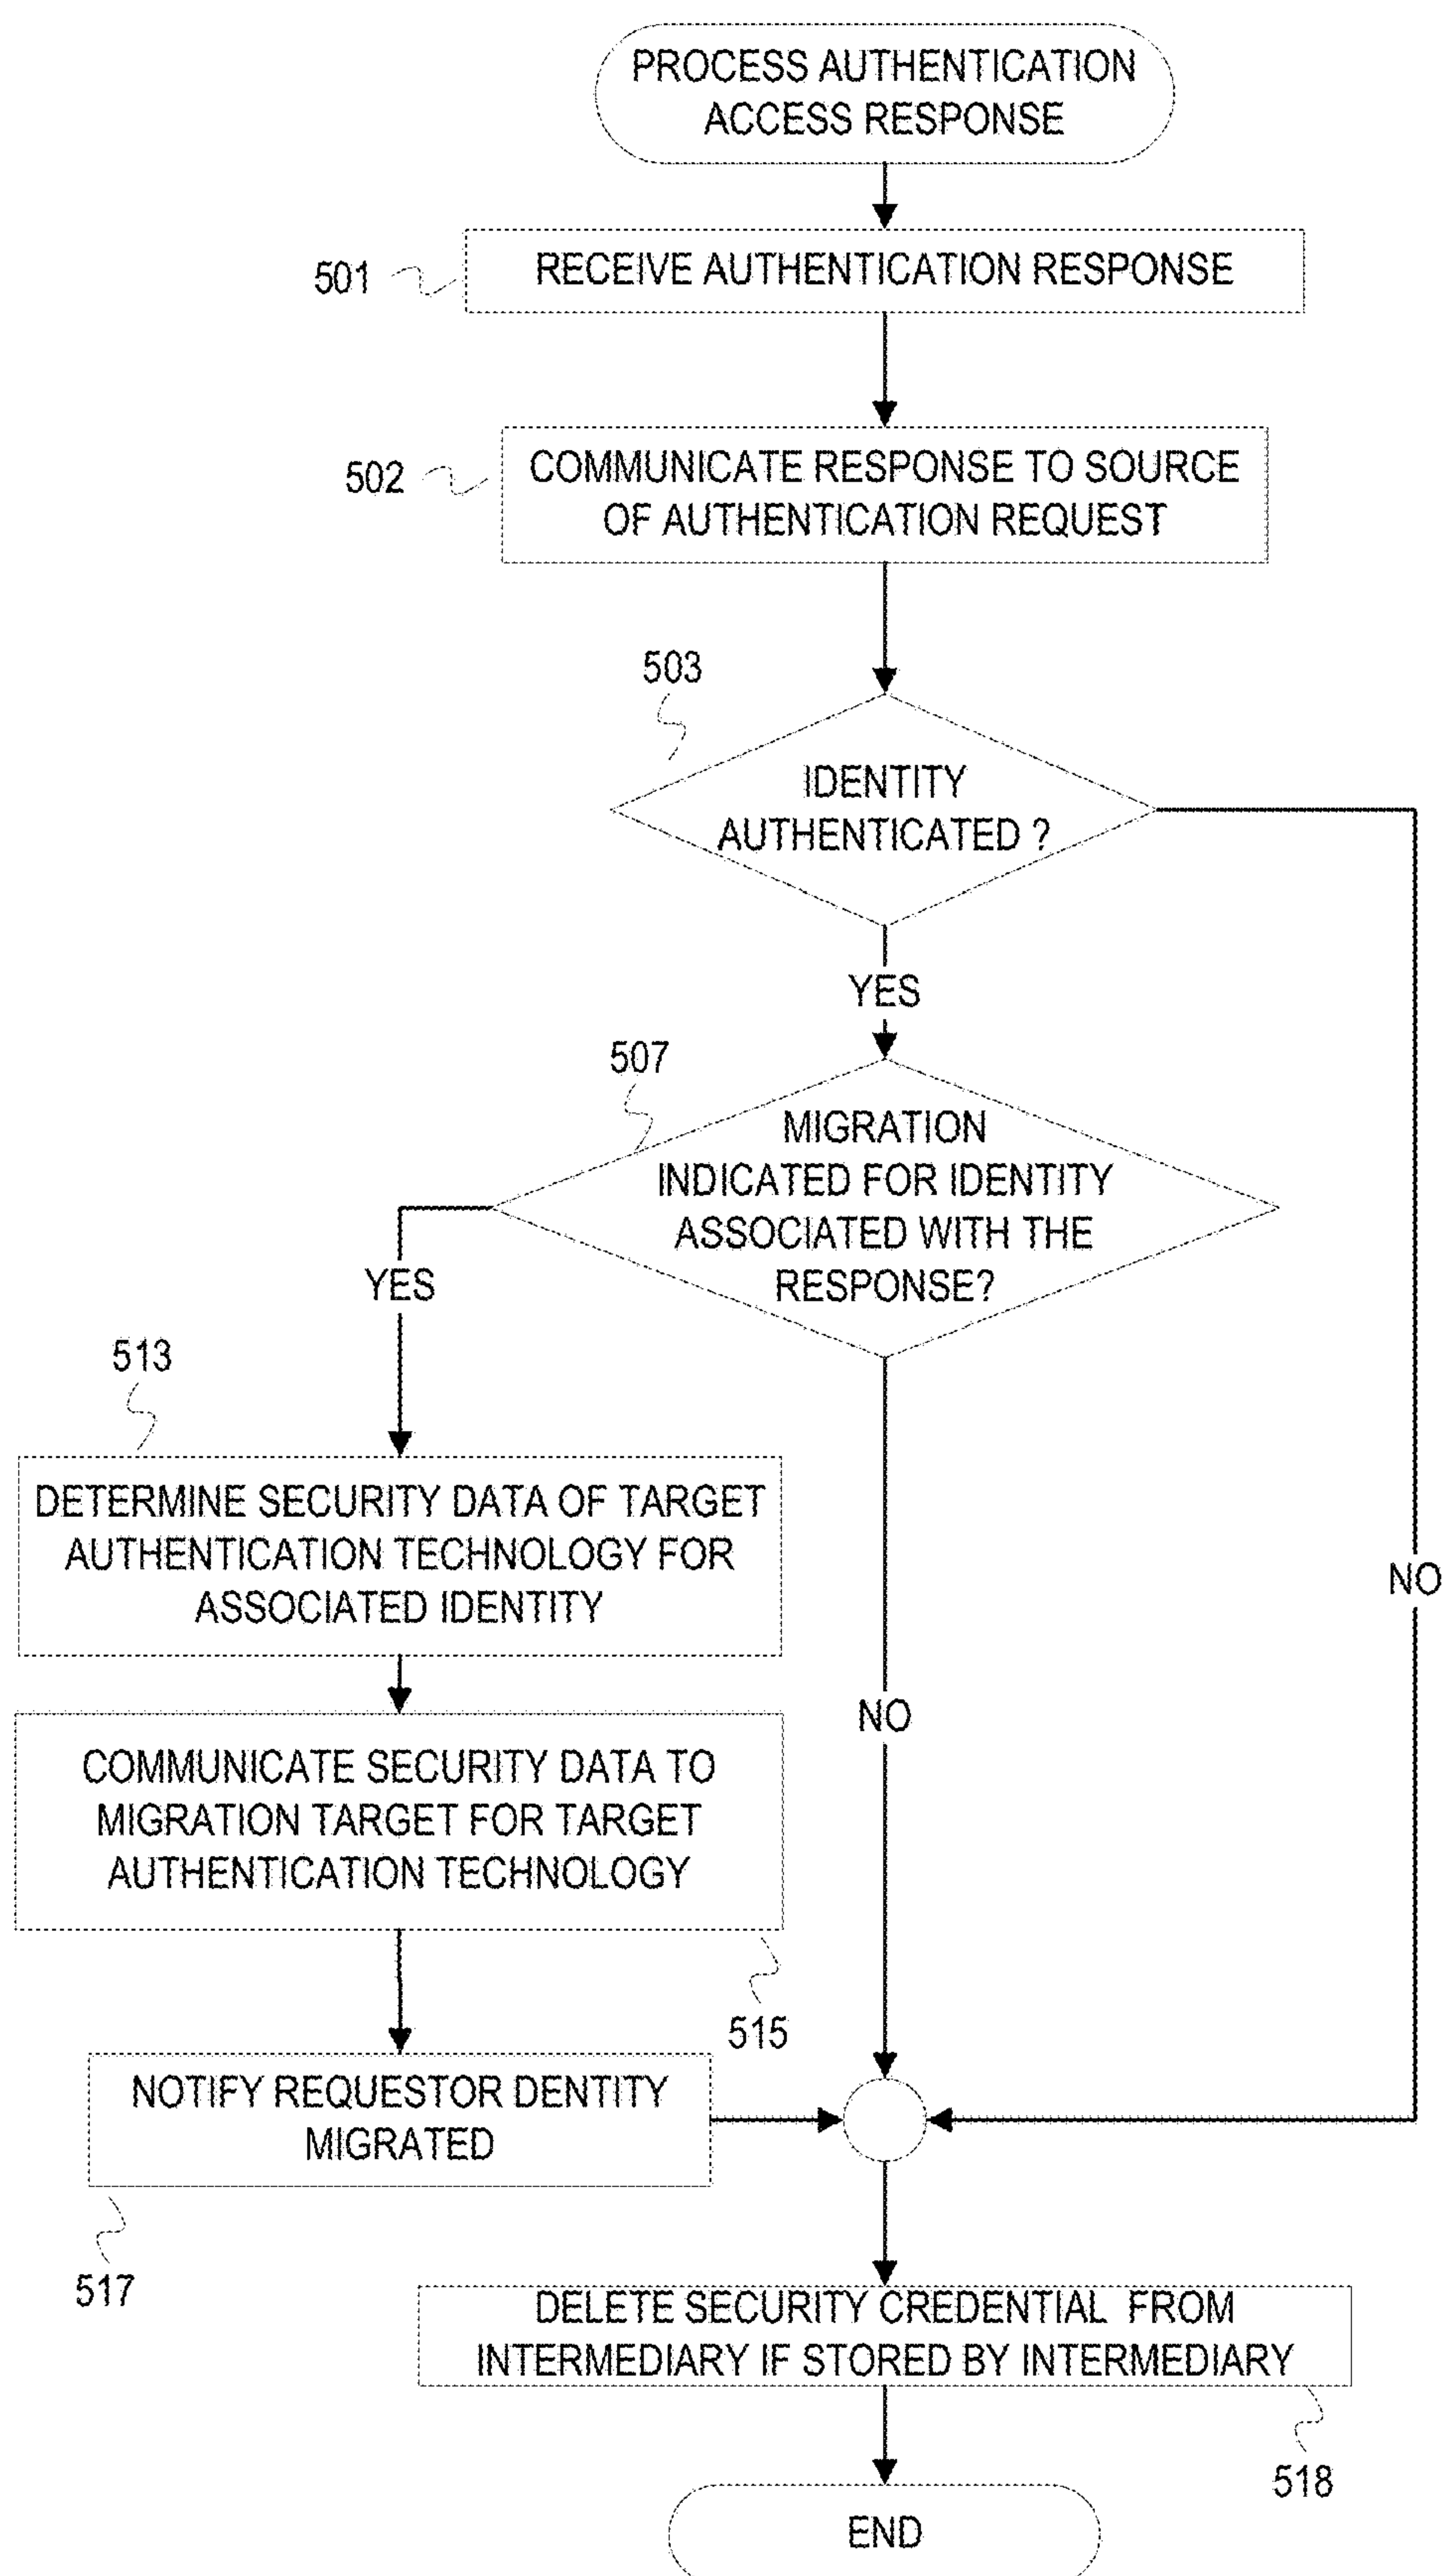 PROCESS AUTHENTICATION
ACCESS RESPONSE
501
RECEIVE AUTHENTICATION RESPONSE
502
COMMUNICATE RESPONSE TO SOURCE
OF AUTHENTICATION REQUEST
503
IDENTITY
AUTHENTICATED ?
YES
507
MIGRATION
INDICATED FOR IDENTITY
ASSOCIATED WITH THE
RESPONSE?
YES
513
DETERMINE SECURITY DATA OF TARGET
AUTHENTICATION TECHNOLOGY FOR
ASSOCIATED IDENTITY
NO
NO
COMMUNICATE SECURITY DATA TO
MIGRATION TARGET FOR TARGET
AUTHENTICATION TECHNOLOGY
515
NOTIFY REQUESTOR DENTITY
MIGRATED
517
DELETE SECURITY CREDENTIAL FROM
INTERMEDIARY IF STORED BY INTERMEDIARY
518
END